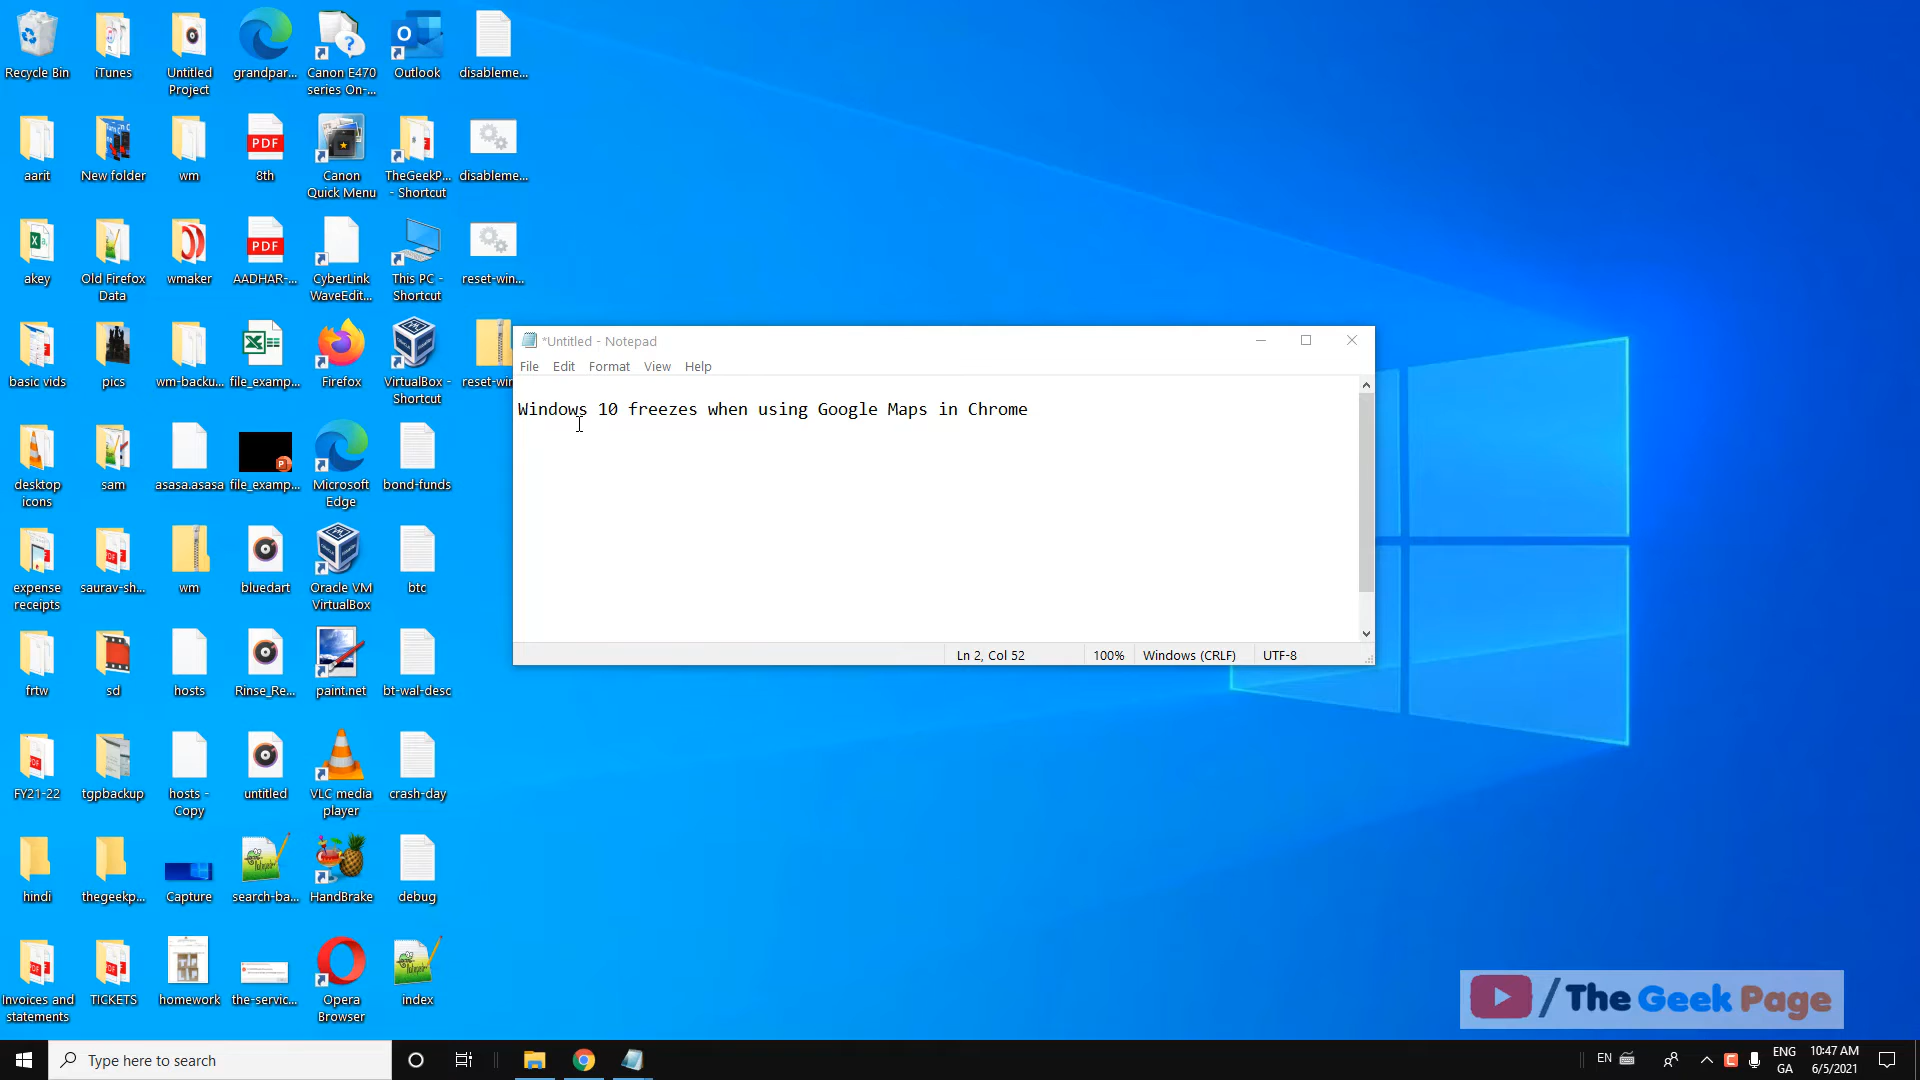 Recycle Bin
iTunes
Untitled
Project
grandpar...
Canon E470
series On-...
Outlook
disableme...
aarit
New folder
wm
8th
Canon
Quick Menu
TheGeekP...
- Shortcut
disableme...
akey
Old Firefox
Data
wmaker
AADHAR-...
CyberLink
WaveEdit...
This PC -
Shortcut
reset-win...
basic vids
pics
wm-backu...
file_examp...
Firefox
VirtualBox -
Shortcut
reset-win
desktop
icons
sam
asasa.asasa
file_examp...
Microsoft
Edge
bond-funds
expense
receipts
saurav-sh...
wm
bluedart
Oracle VM
VirtualBox
btc
frtw
sd
hosts
Rinse_Re...
paint.net
bt-wal-desc
FY21-22
tgpbackup
hosts -
Copy
untitled
VLC media
player
crash-day
hindi
thegeekp...
Capture
search-ba...
HandBrake
debug
Invoices and
statements
TICKETS
homework
the-servic...
Opera
Browser
index
PDF
PDF
*Untitled - Notepad
File Edit Format View Help
Windows 10 freezes when using Google Maps in Chrome
Ln 2, Col 52 100% Windows (CRLF) UTF-8
/The Geek Page
Type here to search
EN
ENG
GA
10:47 AM
6/5/2021